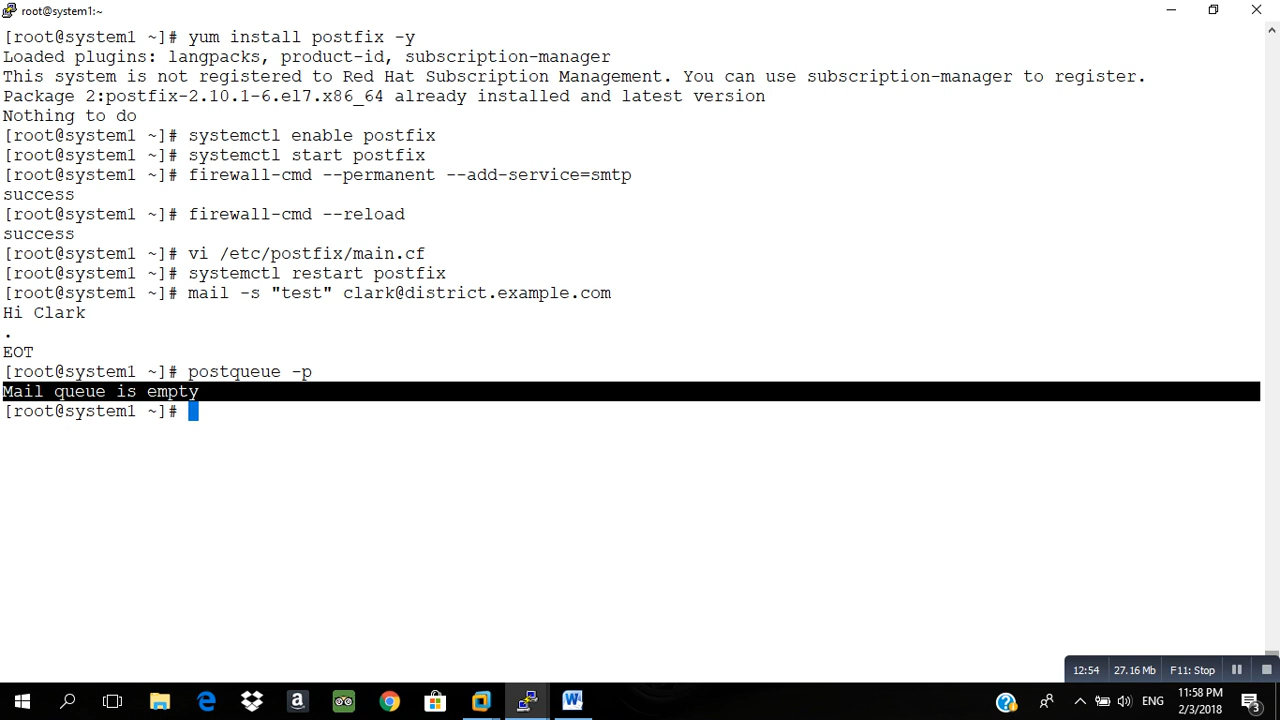 root@system1:~
[root@system1 ~]# yum install postfix -y
Loaded plugins: langpacks, product-id, subscription-manager
This system is not registered to Red Hat Subscription Management. You can use subscription-manager to register.
Package 2:postfix-2.10.1-6.el7.x86_64 already installed and latest version
Nothing to do
[root@system1 ~]# systemctl enable postfix
[root@system1 ~]# systemctl start postfix
[root@system1 ~]# firewall-cmd --permanent --add-service=smtp
success
[root@system1 ~]# firewall-cmd --reload
success
[root@system1 ~]# vi /etc/postfix/main.cf
[root@system1 ~]# systemctl restart postfix
[root@system1 ~]# mail -s "test" clark@district.example.com
Hi Clark
.
EOT
[root@system1 ~]# postqueue -p
Mail queue is empty
[root@system1 ~]#
12:54 27.16 Mb F11: Stop
ENG
11:58 PM
2/3/2018
3